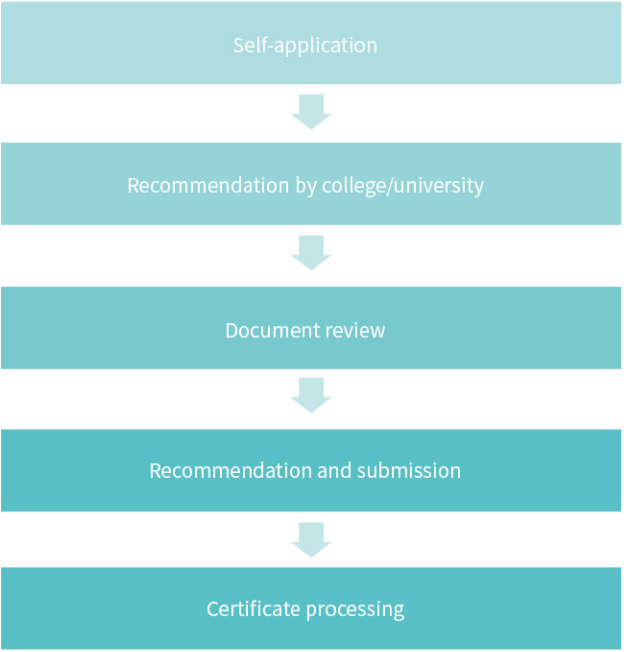 Self-application
Recommendation by college/university
Document review
Recommendation and submission
Certificate processing